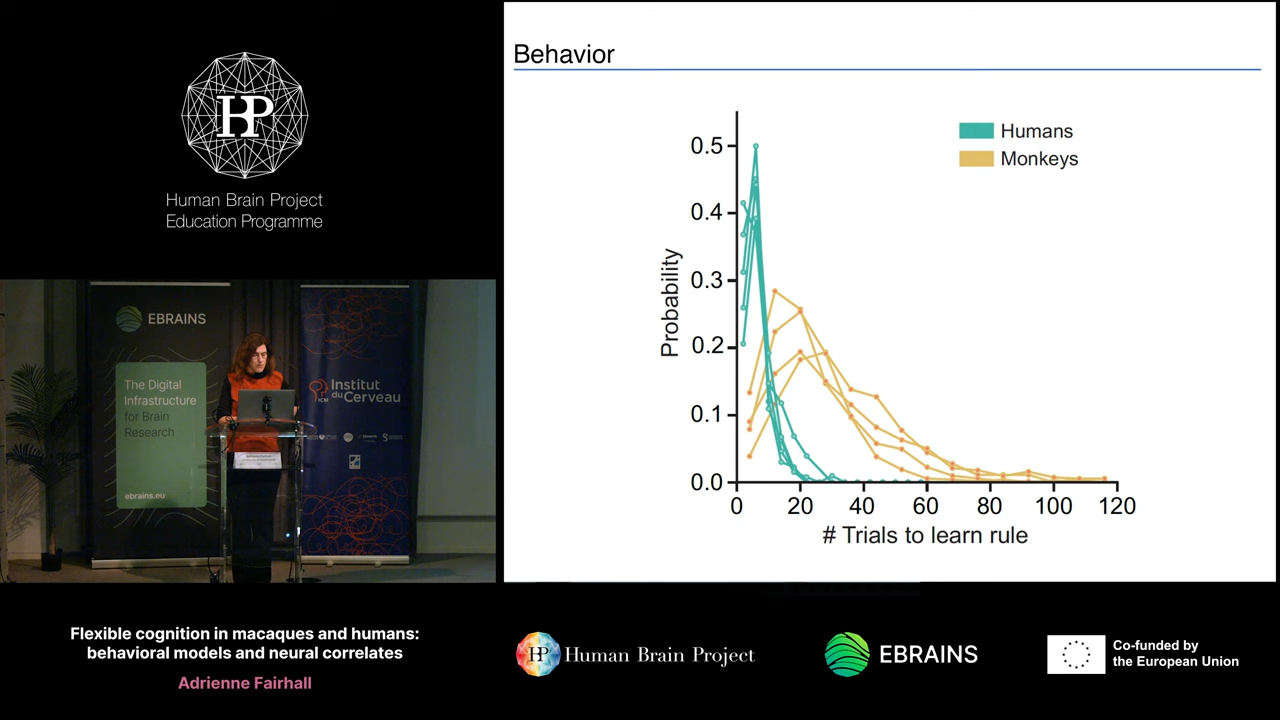 HP
Human Brain Project
Education Programme
EBRAINS
The Digital
Infrastructure
for Brain
Research
ebrains.eu
Institut
du Cerveau
ICM
Behavior
Humans
Monkeys
Probability
0.5
0.4
0.3
0.2
0.1
0.0
0
20
40
60
80
100
120
# Trials to learn rule
Flexible cognition in macaques and humans:
behavioral models and neural correlates
Adrienne Fairhall
HP Human Brain Project
EBRAINS
Co-funded by
the European Union